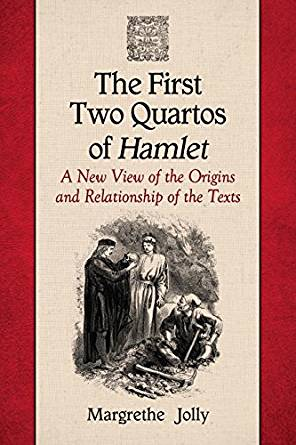 The First
Two Quartos
of Hamlet
A New View of the Origins
and Relationship of the Texts
Margrethe Jolly